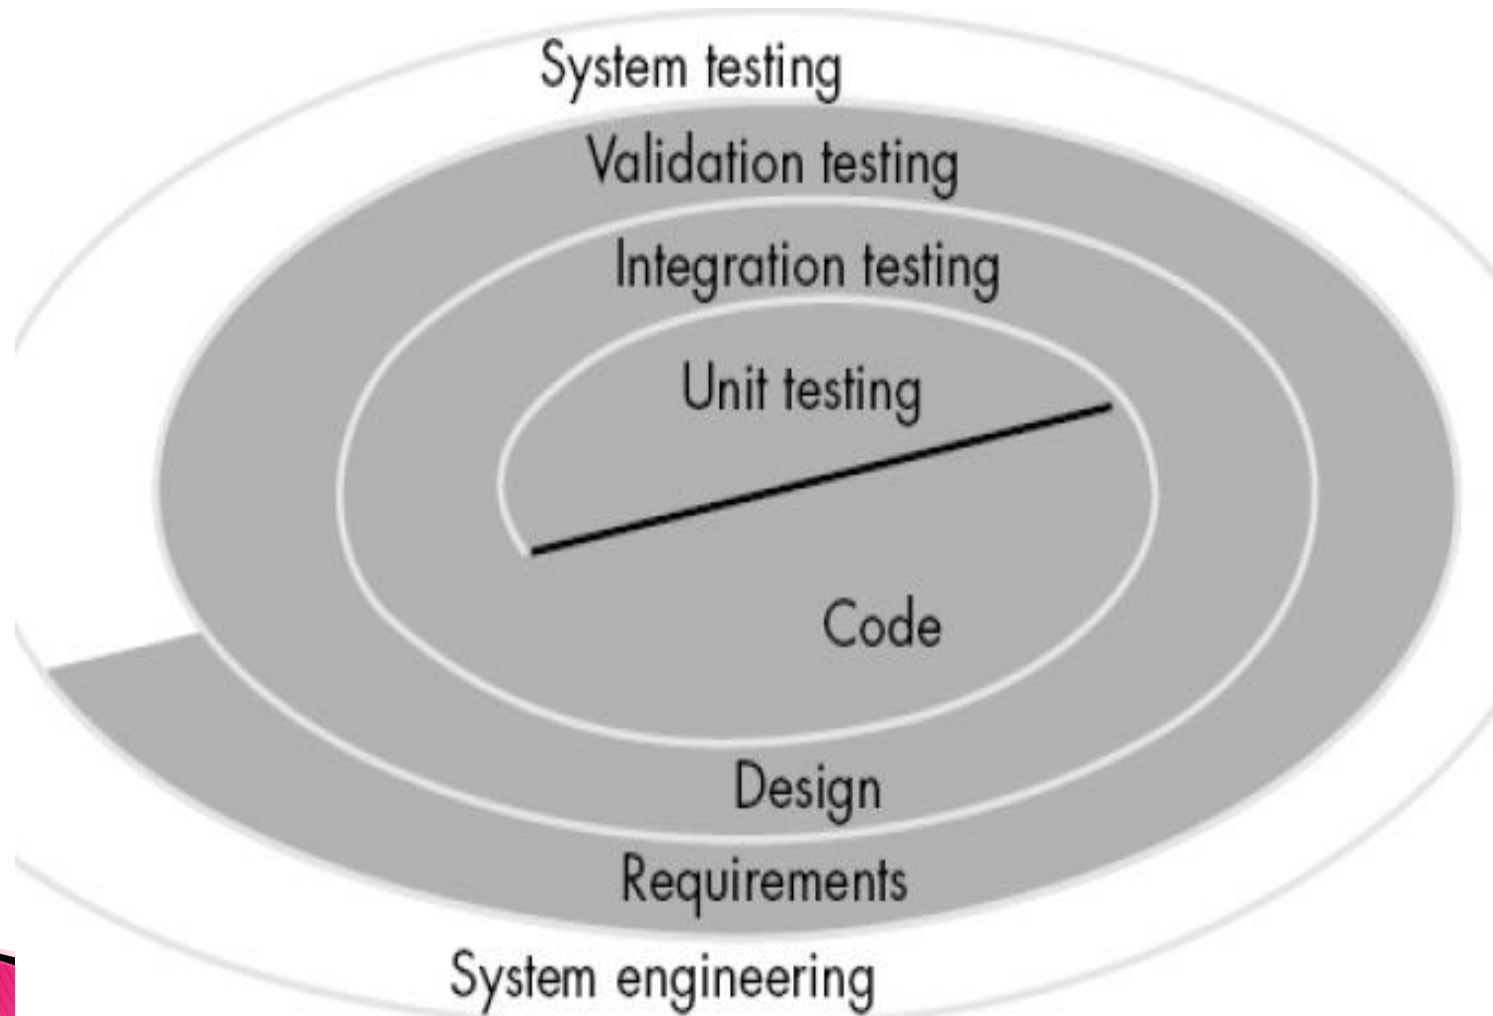 System testing
Validation testing
Integration testing
Unit testing
Code
Design
Requirements
System engineering